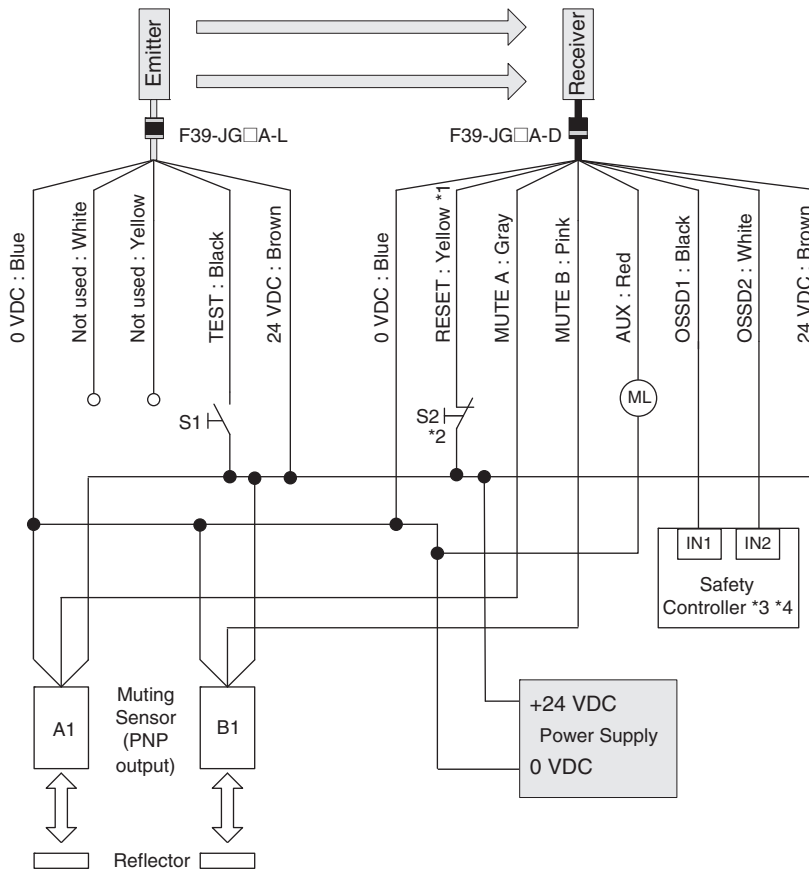 Emitter
Receiver
F39-JG□A-L
F39-JG□A-D
0 VDC : Blue
Not used : White
Not used : Yellow
TEST : Black
24 VDC : Brown
0 VDC : Blue
RESET : Yellow *1
MUTE A : Gray
MUTE B : Pink
AUX : Red
OSSD1 : Black
OSSD2 : White
24 VDC : Brown
S1
S2
*2
ML
IN1
IN2
Safety
Controller *3 *4
A1
Muting
Sensor
(PNP
output)
B1
+24 VDC
Power Supply
0 VDC
Reflector